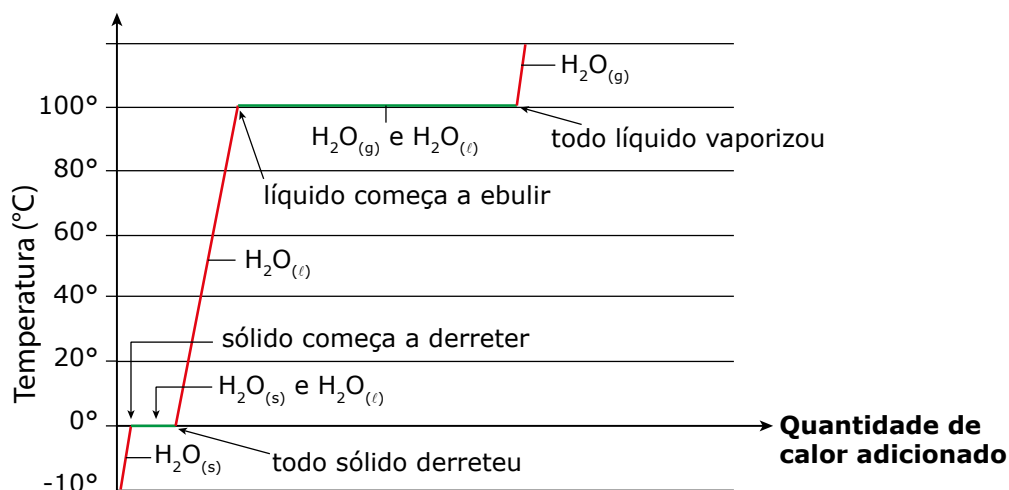 H₂O(g)
100°
H₂O(g) e H₂O(ℓ)
todo líquido vaporizou
80°
líquido começa a ebulir
Temperatura (°C)
60°
H₂O(ℓ)
40°
sólido começa a derreter
20°
H₂O(s) e H₂O(ℓ)
0°
Quantidade de
calor adicionado
H₂O(s)
todo sólido derreteu
-10°